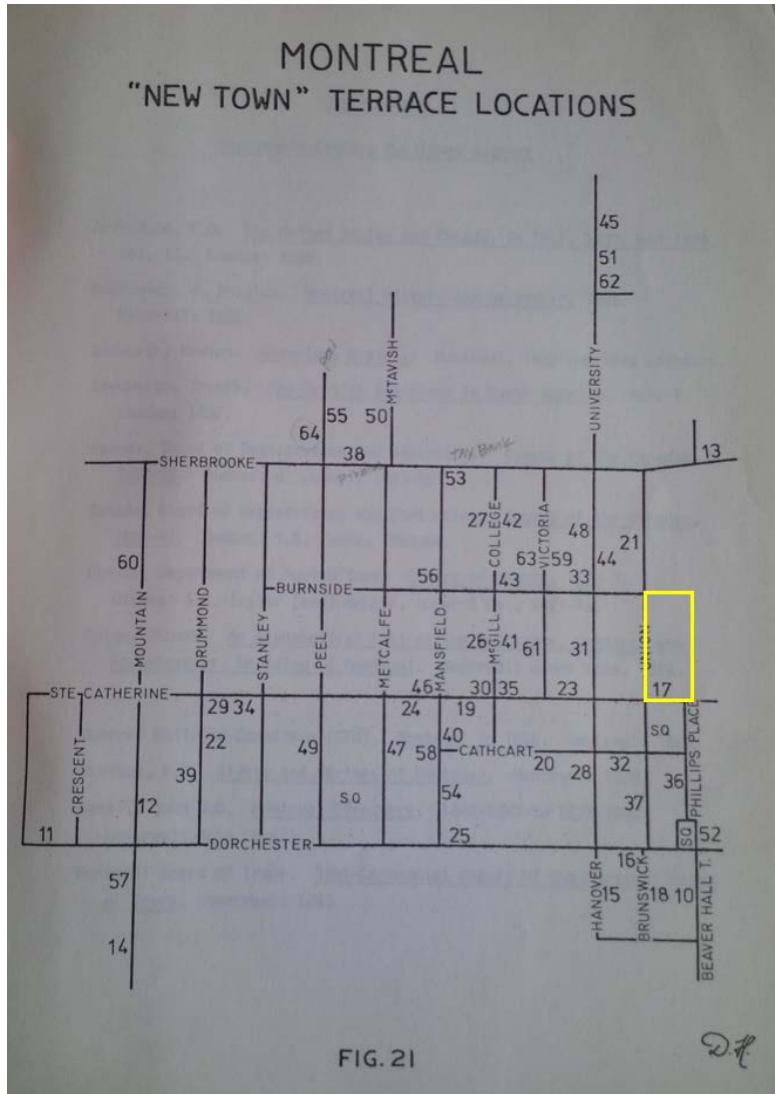 MONTREAL
"NEW TOWN" TERRACE LOCATIONS
45
51
62
UNIVERSITY
McTAVISH
55 50
64
38
13
SHERBROOKE
TAX BANK
53
27 COLLEGE 42
VICTORIA
48
21
60
63 59
44
56
43
33
BURNSIDE
MOUNTAIN
DRUMMOND
STANLEY
PEEL
METCALFE
MANSFIELD
26 McGILL 41
61
31
UNION
STE-CATHERINE
46 30 35 23
17
29 34
24 19
22
40
SQ
PHILLIPS PLACE
CRESCENT
39
49
47
58
CATHCART
20
28
32
36
12
SQ
54
37
11
25
SQ
52
DORCHESTER
16
57
HANOVER
15
BRUNSWICK
18 10
BEAVER HALL T.
14
FIG. 21
D.H.